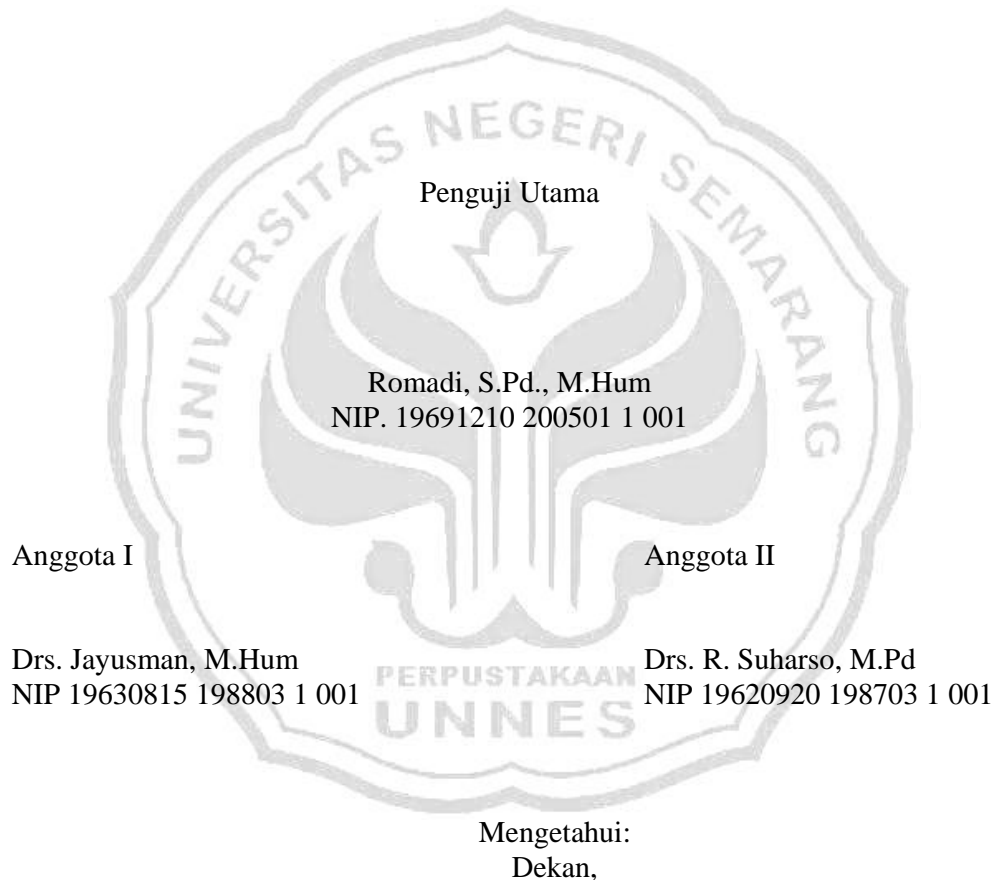 UNIVERSITAS NEGERI SEMARANG
Penguji Utama
Romadi, S.Pd., M.Hum
NIP. 19691210 200501 1 001
Anggota I
Anggota II
Drs. Jayusman, M.Hum
NIP 19630815 198803 1 001
Drs. R. Suharso, M.Pd
NIP 19620920 198703 1 001
PERPUSTAKAAN
UNNES
Mengetahui:
Dekan,